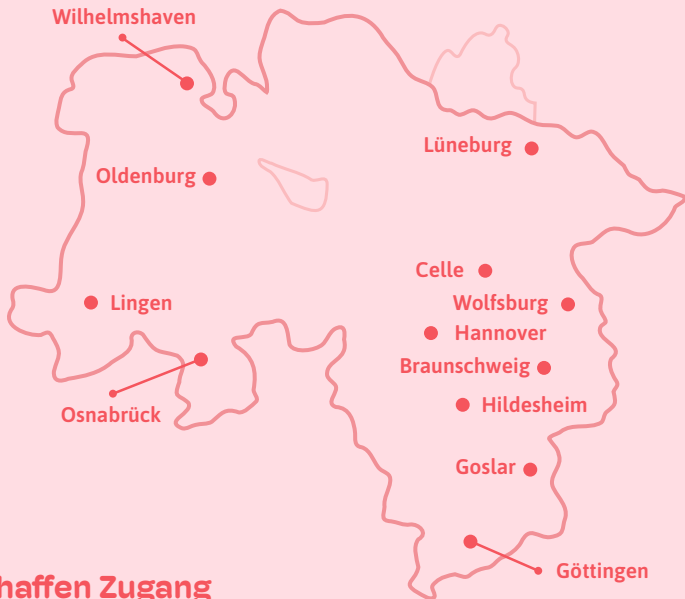 Wilhelmshaven
Lüneburg
Oldenburg
Celle
Lingen
Wolfsburg
Hannover
Braunschweig
Osnabrück
Hildesheim
Goslar
Göttingen
haffen Zugang